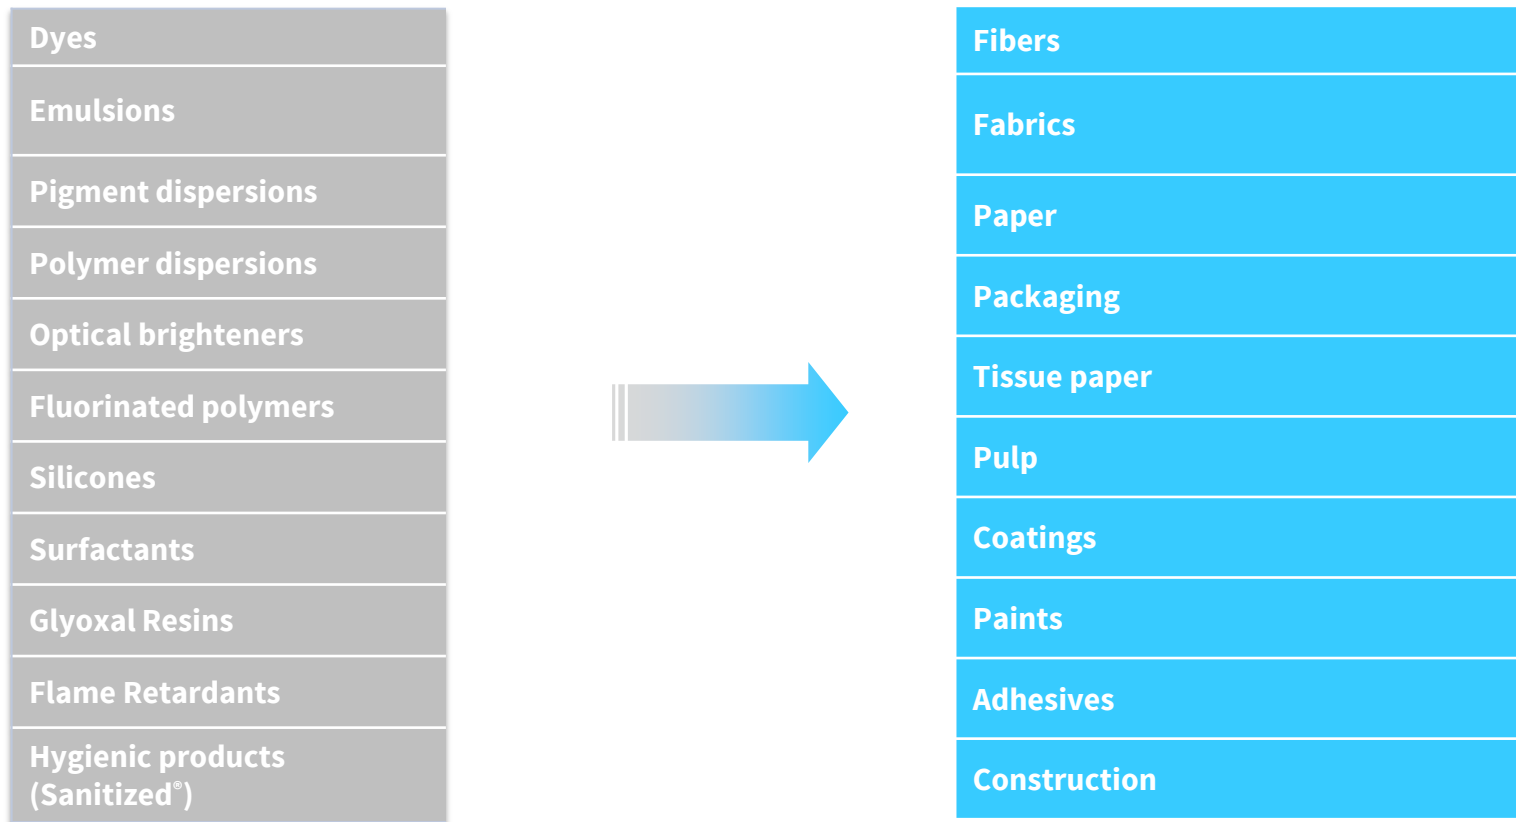 Dyes
Emulsions
Pigment dispersions
Polymer dispersions
Optical brighteners
Fluorinated polymers
Silicones
Surfactants
Glyoxal Resins
Flame Retardants
Hygienic products
(Sanitized®)
Fibers
Fabrics
Paper
Packaging
Tissue paper
Pulp
Coatings
Paints
Adhesives
Construction